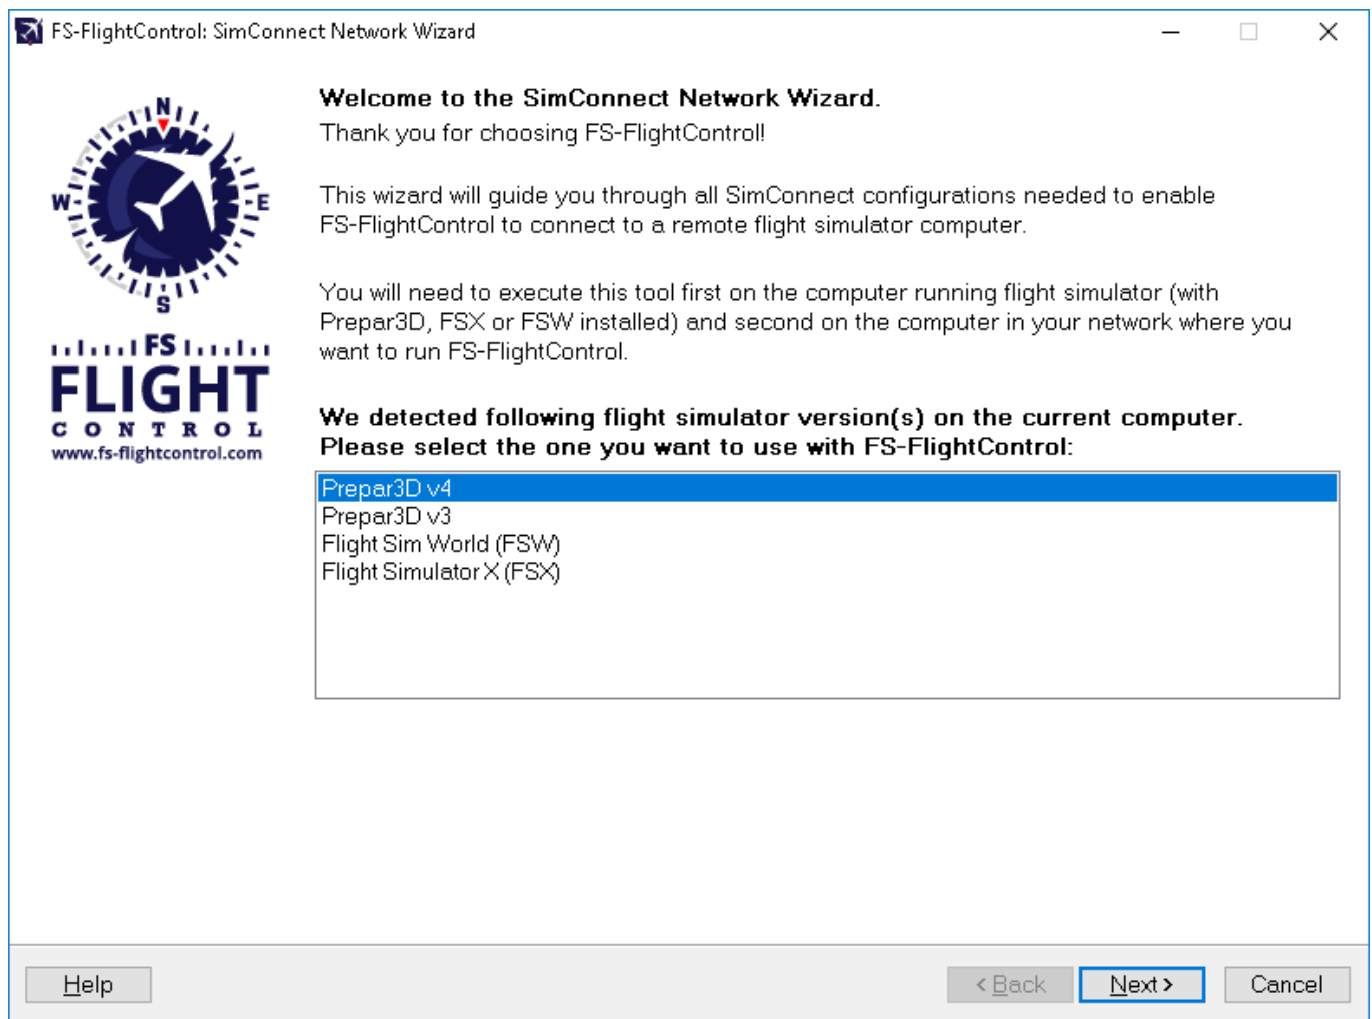 FS-FlightControl: SimConnect Network Wizard
N
W
E
S
FS
FLIGHT
CONTROL
www.fs-flightcontrol.com
Welcome to the SimConnect Network Wizard.
Thank you for choosing FS-FlightControl!
This wizard will guide you through all SimConnect configurations needed to enable
FS-FlightControl to connect to a remote flight simulator computer.
You will need to execute this tool first on the computer running flight simulator (with
Prepar3D, FSX or FSW installed) and second on the computer in your network where you
want to run FS-FlightControl.
We detected following flight simulator version(s) on the current computer.
Please select the one you want to use with FS-FlightControl:
Prepar3D v4
Prepar3D v3
Flight Sim World (FSW)
Flight Simulator X (FSX)
Help
< Back
Next >
Cancel